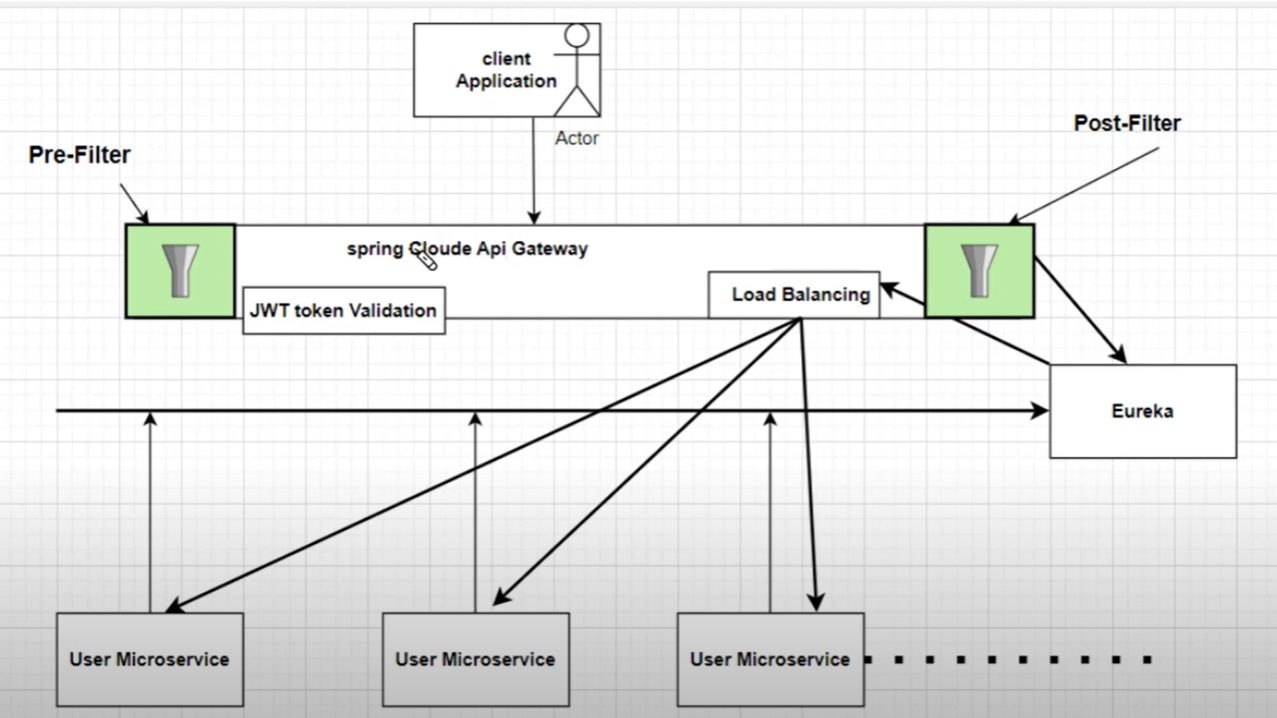 client
Application
Actor
Post-Filter
Pre-Filter
spring Cloude Api Gateway
Load Balancing
JWT token Validation
Eureka
User Microservice
User Microservice
User Microservice